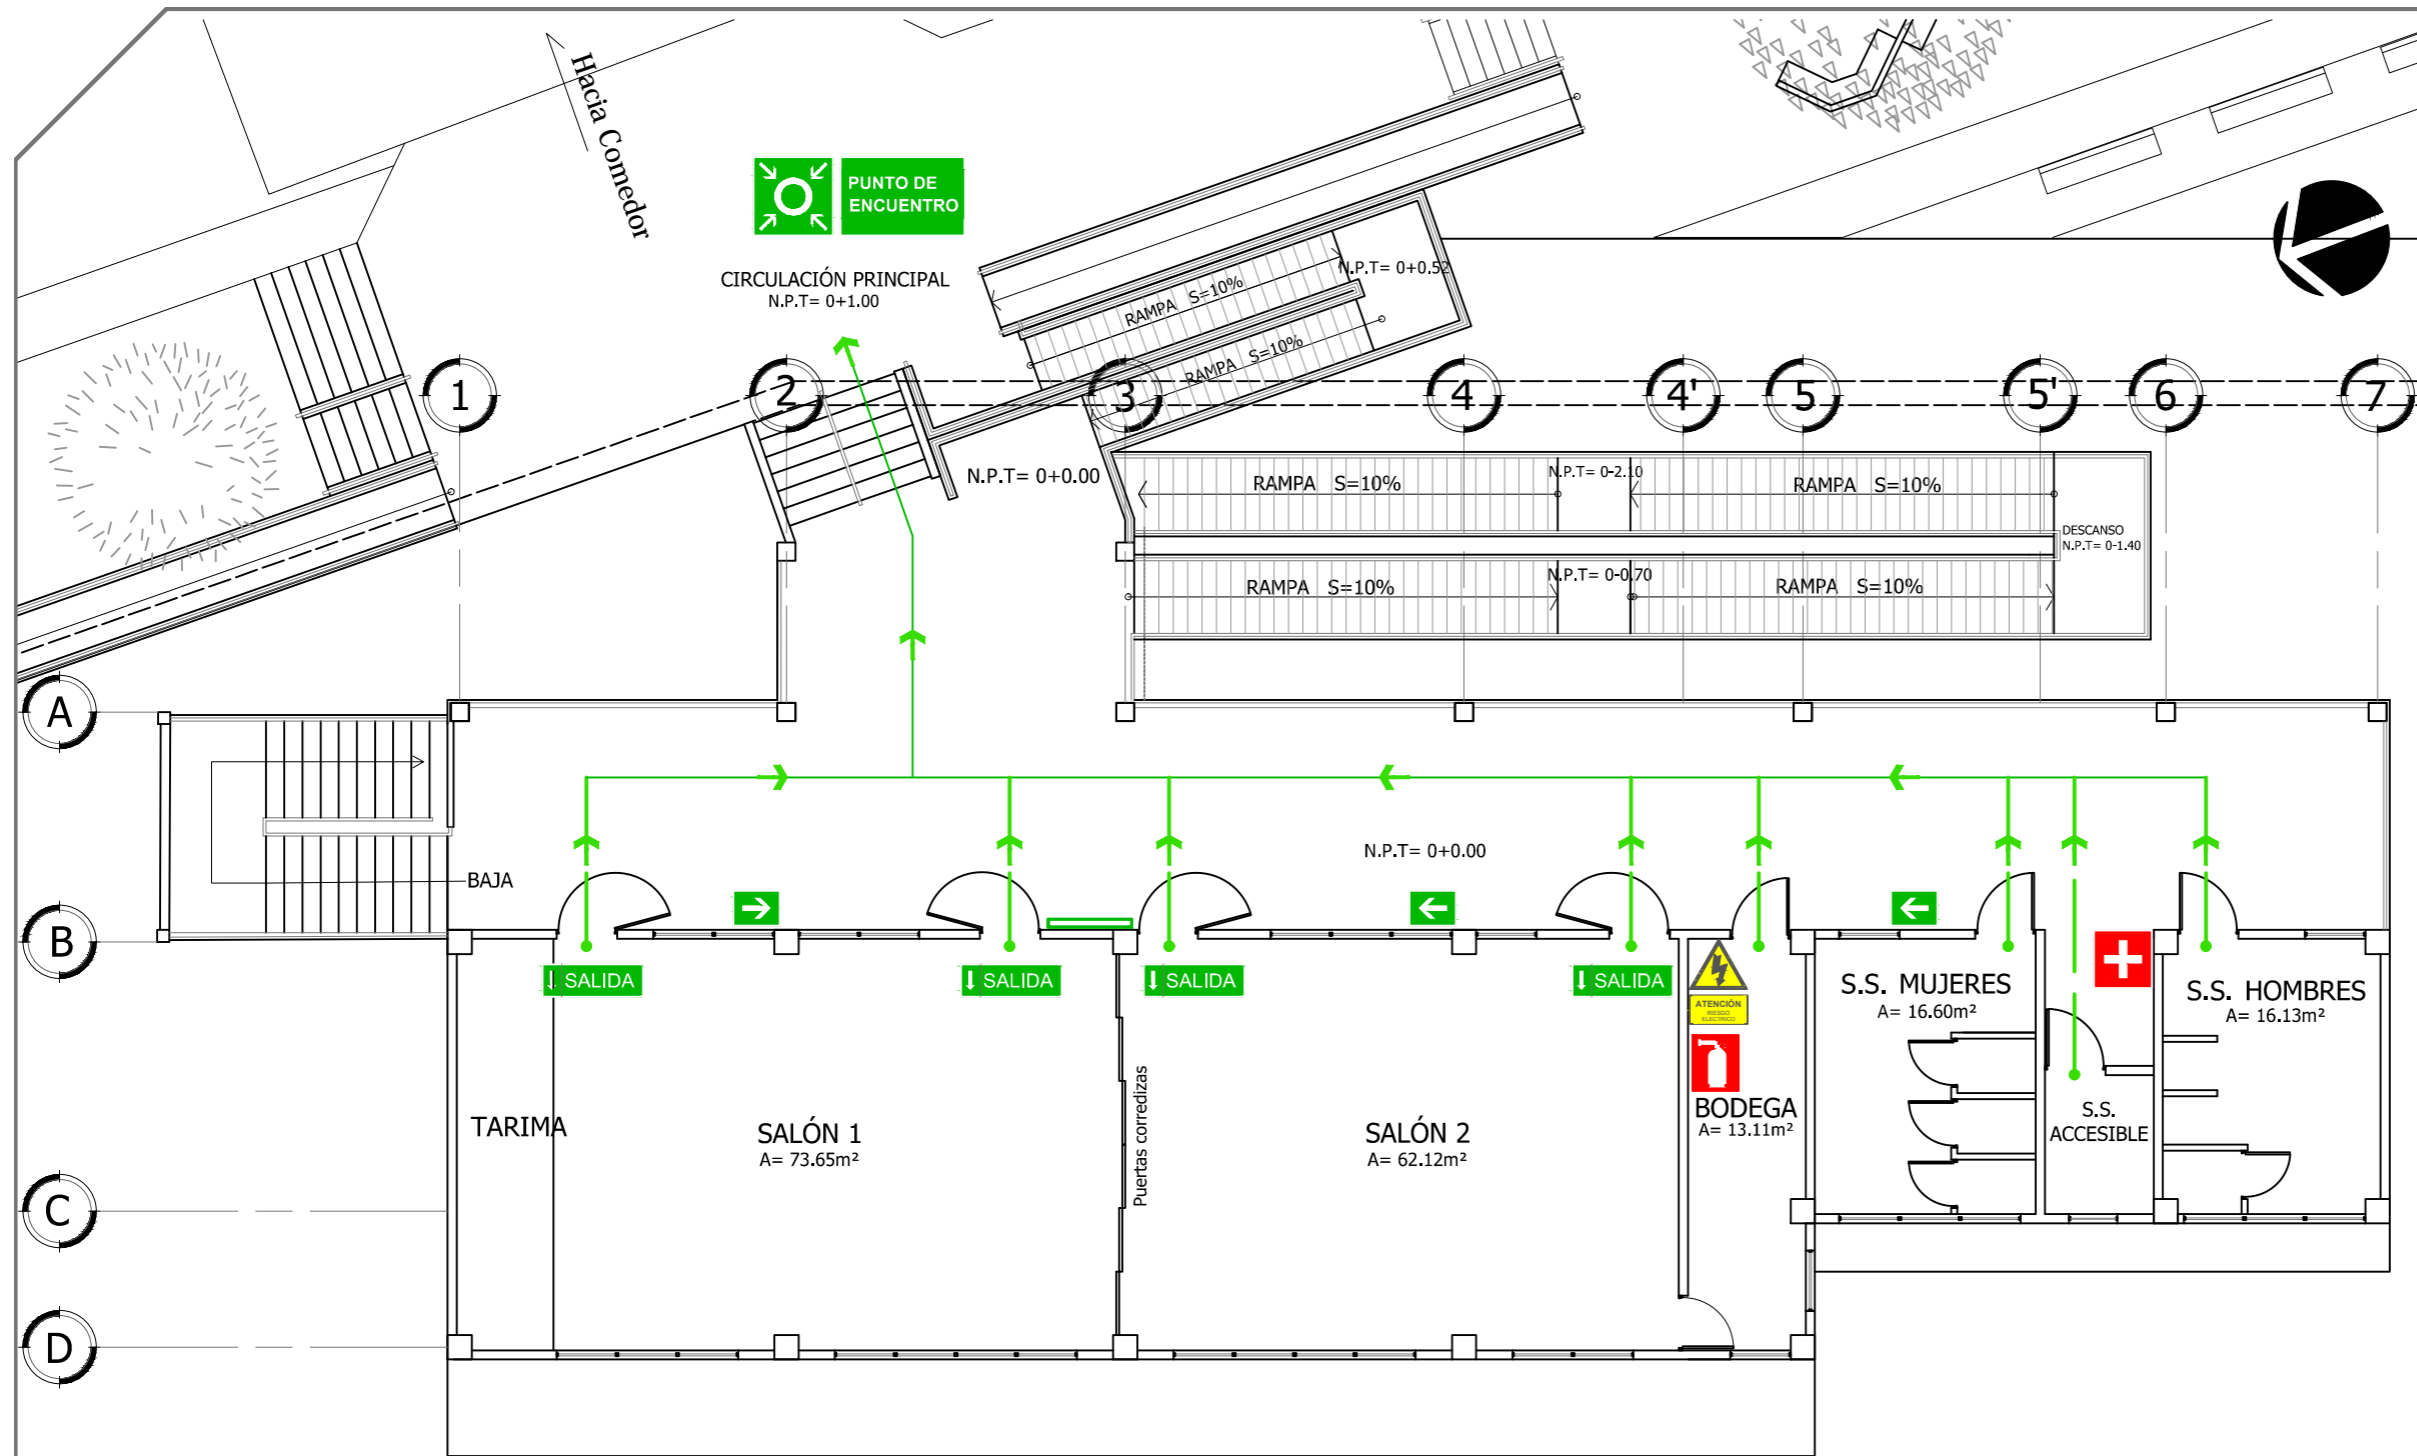 Hacia Comedor
PUNTO DE
ENCUENTRO
CIRCULACIÓN PRINCIPAL
N.P.T= 0+1.00
N.P.T= 0+0.52
RAMPA S=10%
RAMPA S=10%
1
2
3
4
4'
5
5'
6
7
N.P.T= 0+0.00
RAMPA S=10%
N.P.T= 0-2.10
RAMPA S=10%
DESCANSO
N.P.T= 0-1.40
RAMPA S=10%
N.P.T= 0-0.70
RAMPA S=10%
A
N.P.T= 0+0.00
BAJA
B
SALIDA
SALIDA
SALIDA
SALIDA
ATENCIÓN
RIESGO
ELECTRICO
S.S. MUJERES
A= 16.60m²
S.S. HOMBRES
A= 16.13m²
TARIMA
SALÓN 1
A= 73.65m²
Puertas corredizas
SALÓN 2
A= 62.12m²
BODEGA
A= 13.11m²
S.S.
ACCESIBLE
C
D